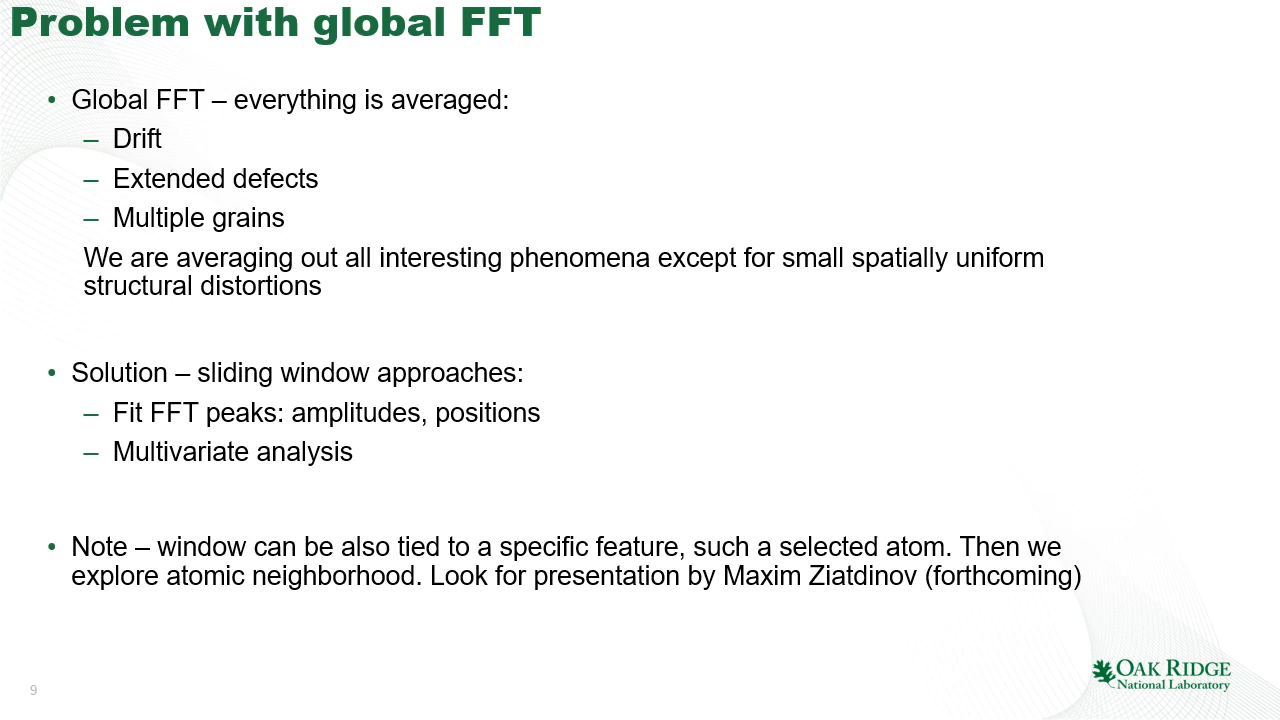 Problem with global FFT
• Global FFT – everything is averaged:
– Drift
– Extended defects
– Multiple grains
We are averaging out all interesting phenomena except for small spatially uniform
structural distortions
• Solution – sliding window approaches:
– Fit FFT peaks: amplitudes, positions
– Multivariate analysis
• Note – window can be also tied to a specific feature, such a selected atom. Then we
explore atomic neighborhood. Look for presentation by Maxim Ziatdinov (forthcoming)
9
OAK RIDGE
National Laboratory